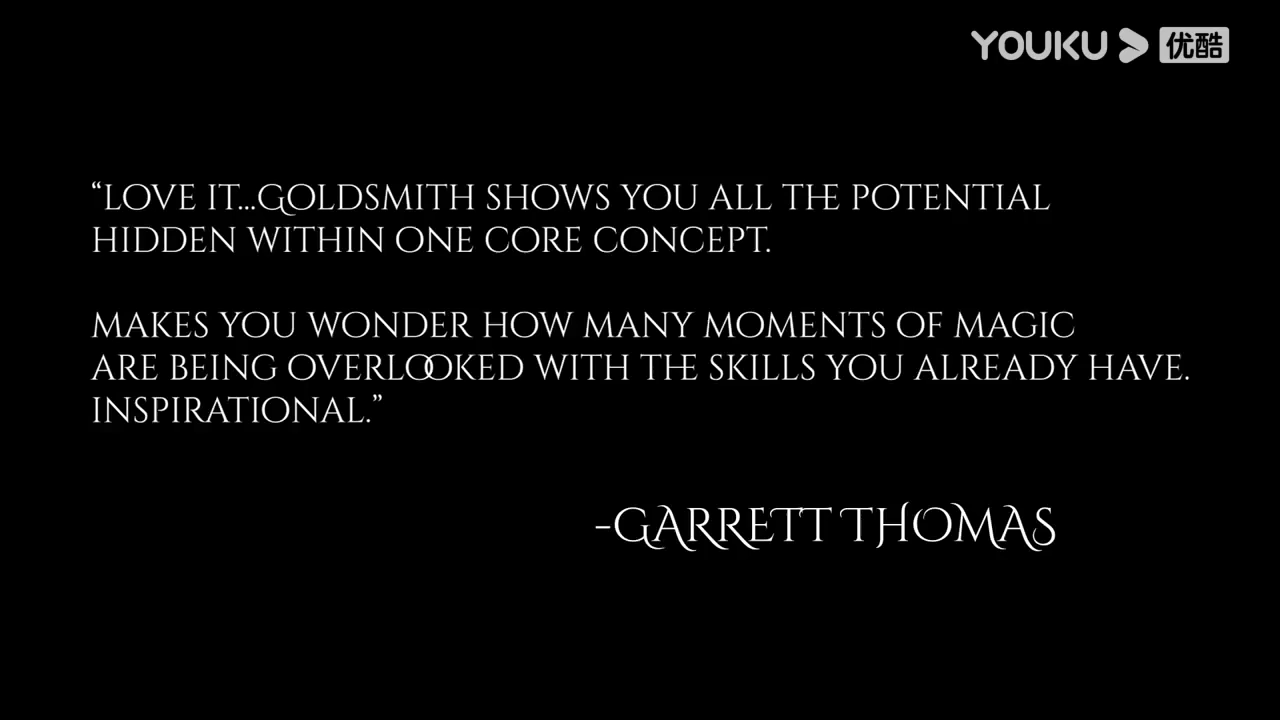 YOUKU 优酷
“LOVE IT...GOLDSMITH SHOWS YOU ALL THE POTENTIAL
HIDDEN WITHIN ONE CORE CONCEPT.
MAKES YOU WONDER HOW MANY MOMENTS OF MAGIC
ARE BEING OVERLOOKED WITH THE SKILLS YOU ALREADY HAVE.
INSPIRATIONAL.”
-GARRETT THOMAS